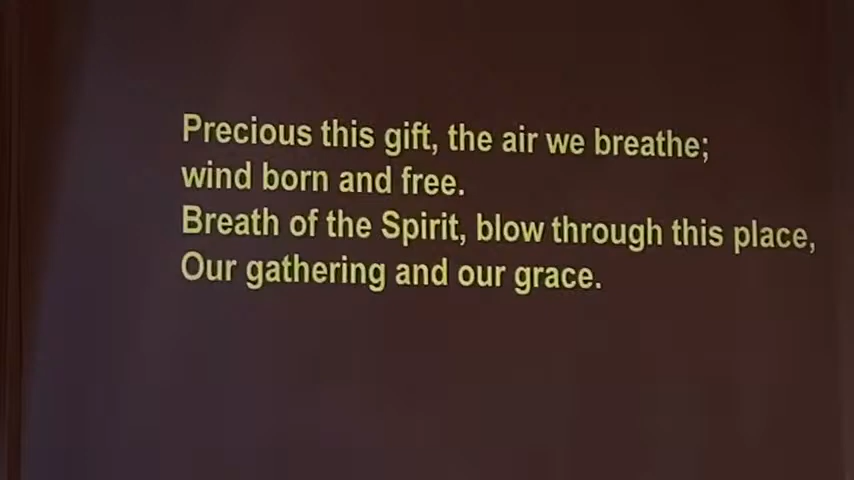 Precious this gift, the air we breathe;
wind born and free.
Breath of the Spirit, blow through this place,
Our gathering and our grace.